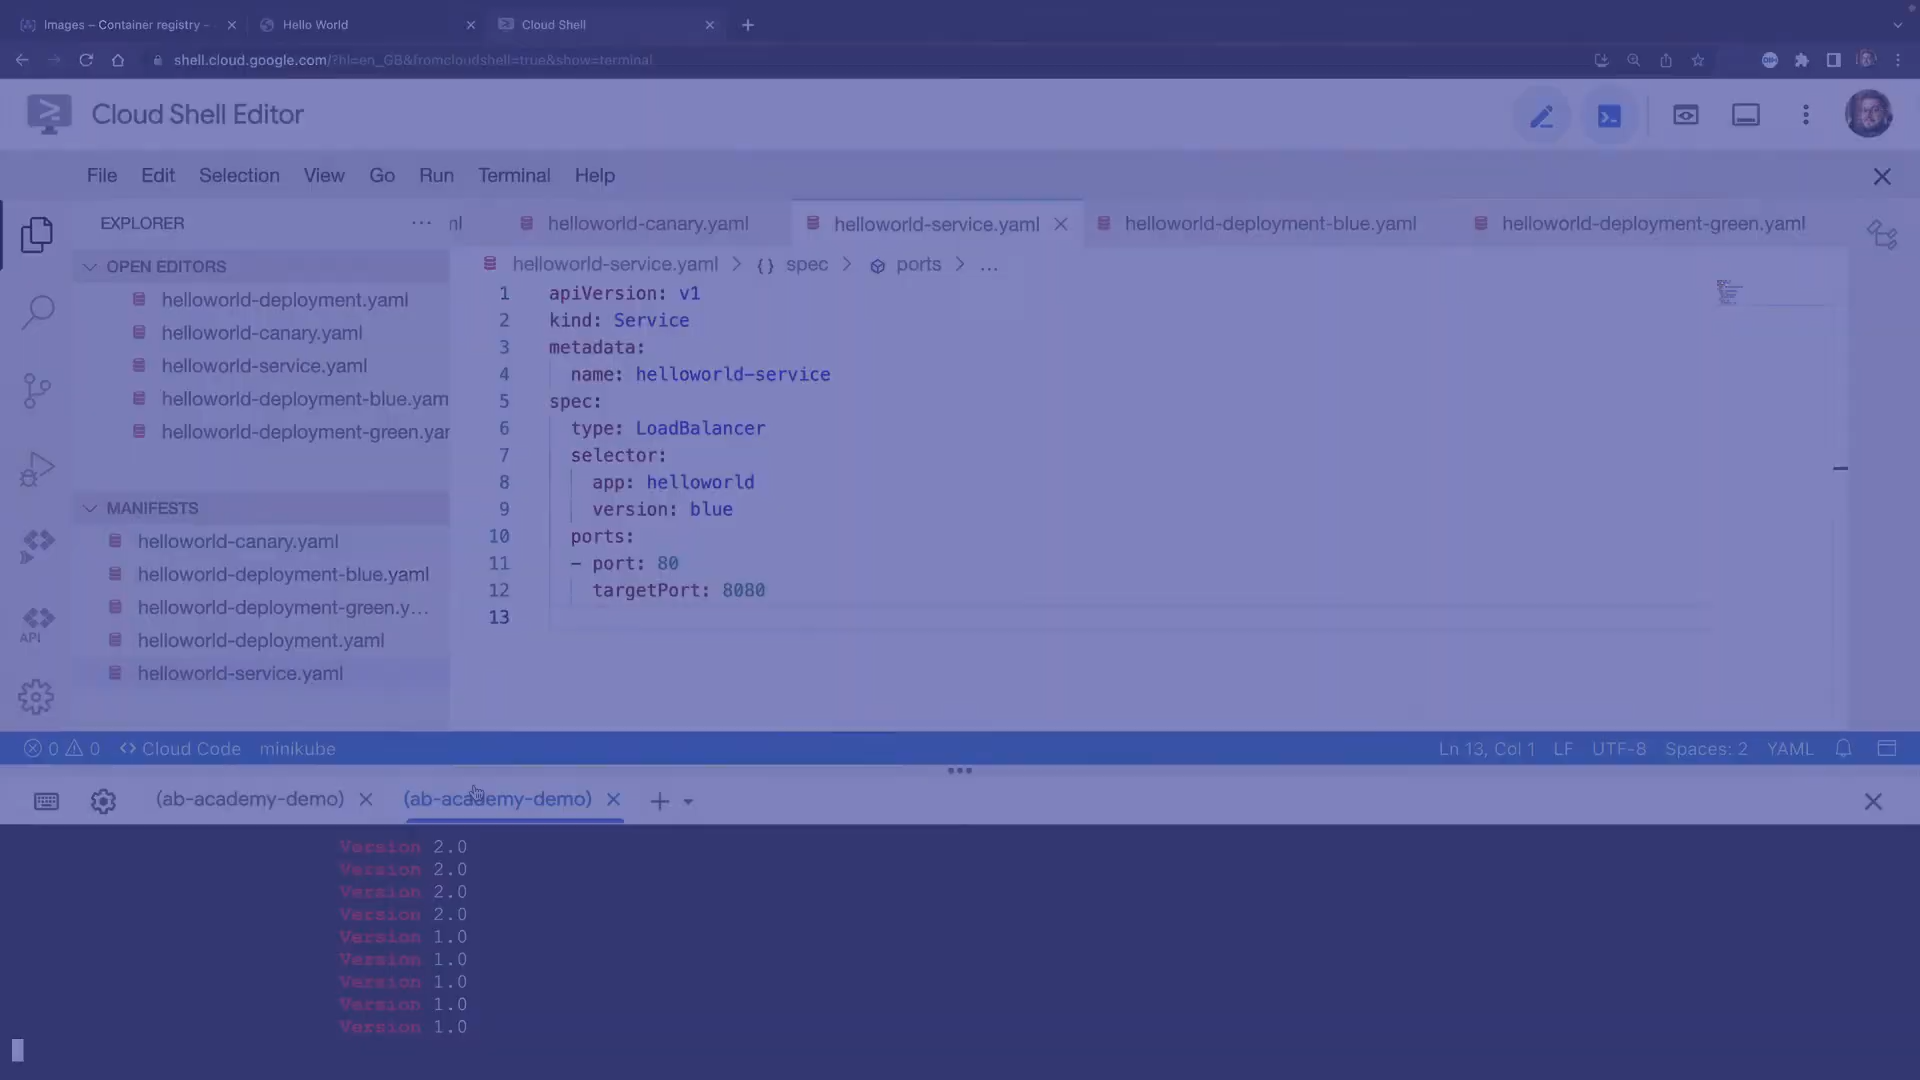 Images – Container registry –
Hello World
Cloud Shell
shell.cloud.google.com/?hl=en_GB&fromcloudshell=true&show=terminal
Cloud Shell Editor
File Edit Selection View Go Run Terminal Help
EXPLORER
ml
helloworld-canary.yaml
helloworld-service.yaml
helloworld-deployment-blue.yaml
helloworld-deployment-green.yaml
OPEN EDITORS
helloworld-deployment.yaml
helloworld-canary.yaml
helloworld-service.yaml
helloworld-deployment-blue.yam
helloworld-deployment-green.yar
MANIFESTS
helloworld-canary.yaml
helloworld-deployment-blue.yaml
helloworld-deployment-green.y...
helloworld-deployment.yaml
helloworld-service.yaml
API
helloworld-service.yaml > {} spec > ports > ...
1 apiVersion: v1
2 kind: Service
3 metadata:
4 name: helloworld-service
5 spec:
6 type: LoadBalancer
7 selector:
8 app: helloworld
9 version: blue
10 ports:
11 - port: 80
12 targetPort: 8080
13
0 0 <> Cloud Code minikube
Ln 13, Col 1 LF UTF-8 Spaces: 2 YAML
(ab-academy-demo)
(ab-academy-demo)
Version 2.0
Version 2.0
Version 2.0
Version 2.0
Version 1.0
Version 1.0
Version 1.0
Version 1.0
Version 1.0